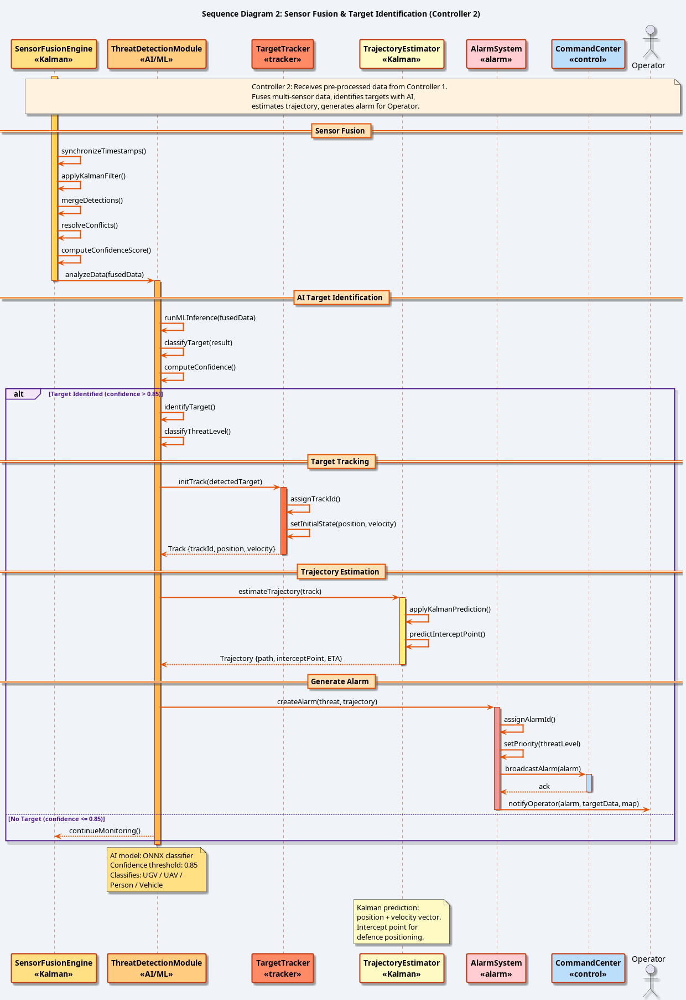 Sequence Diagram 2: Sensor Fusion & Target Identification (Controller 2)
SensorFusionEngine
«Kalman»
ThreatDetectionModule
«AI/ML»
TargetTracker
«tracker»
TrajectoryEstimator
«Kalman»
AlarmSystem
«alarm»
CommandCenter
«control»
Operator
Controller 2: Receives pre-processed data from Controller 1.
Fuses multi-sensor data, identifies targets with AI,
estimates trajectory, generates alarm for Operator.
Sensor Fusion
synchronizeTimestamps()
applyKalmanFilter()
mergeDetections()
resolveConflicts()
computeConfidenceScore()
analyzeData(fusedData)
AI Target Identification
runMLInference(fusedData)
classifyTarget(result)
computeConfidence()
alt [Target Identified (confidence > 0.85)]
identifyTarget()
classifyThreatLevel()
Target Tracking
initTrack(detectedTarget)
assignTrackId()
setInitialState(position, velocity)
Track {trackId, position, velocity}
Trajectory Estimation
estimateTrajectory(track)
applyKalmanPrediction()
predictInterceptPoint()
Trajectory {path, interceptPoint, ETA}
Generate Alarm
createAlarm(threat, trajectory)
assignAlarmId()
setPriority(threatLevel)
broadcastAlarm(alarm)
ack
notifyOperator(alarm, targetData, map)
[No Target (confidence <= 0.85)]
continueMonitoring()
AI model: ONNX classifier
Confidence threshold: 0.85
Classifies: UGV / UAV /
Person / Vehicle
Kalman prediction:
position + velocity vector.
Intercept point for
defence positioning.
SensorFusionEngine
«Kalman»
ThreatDetectionModule
«AI/ML»
TargetTracker
«tracker»
TrajectoryEstimator
«Kalman»
AlarmSystem
«alarm»
CommandCenter
«control»
Operator